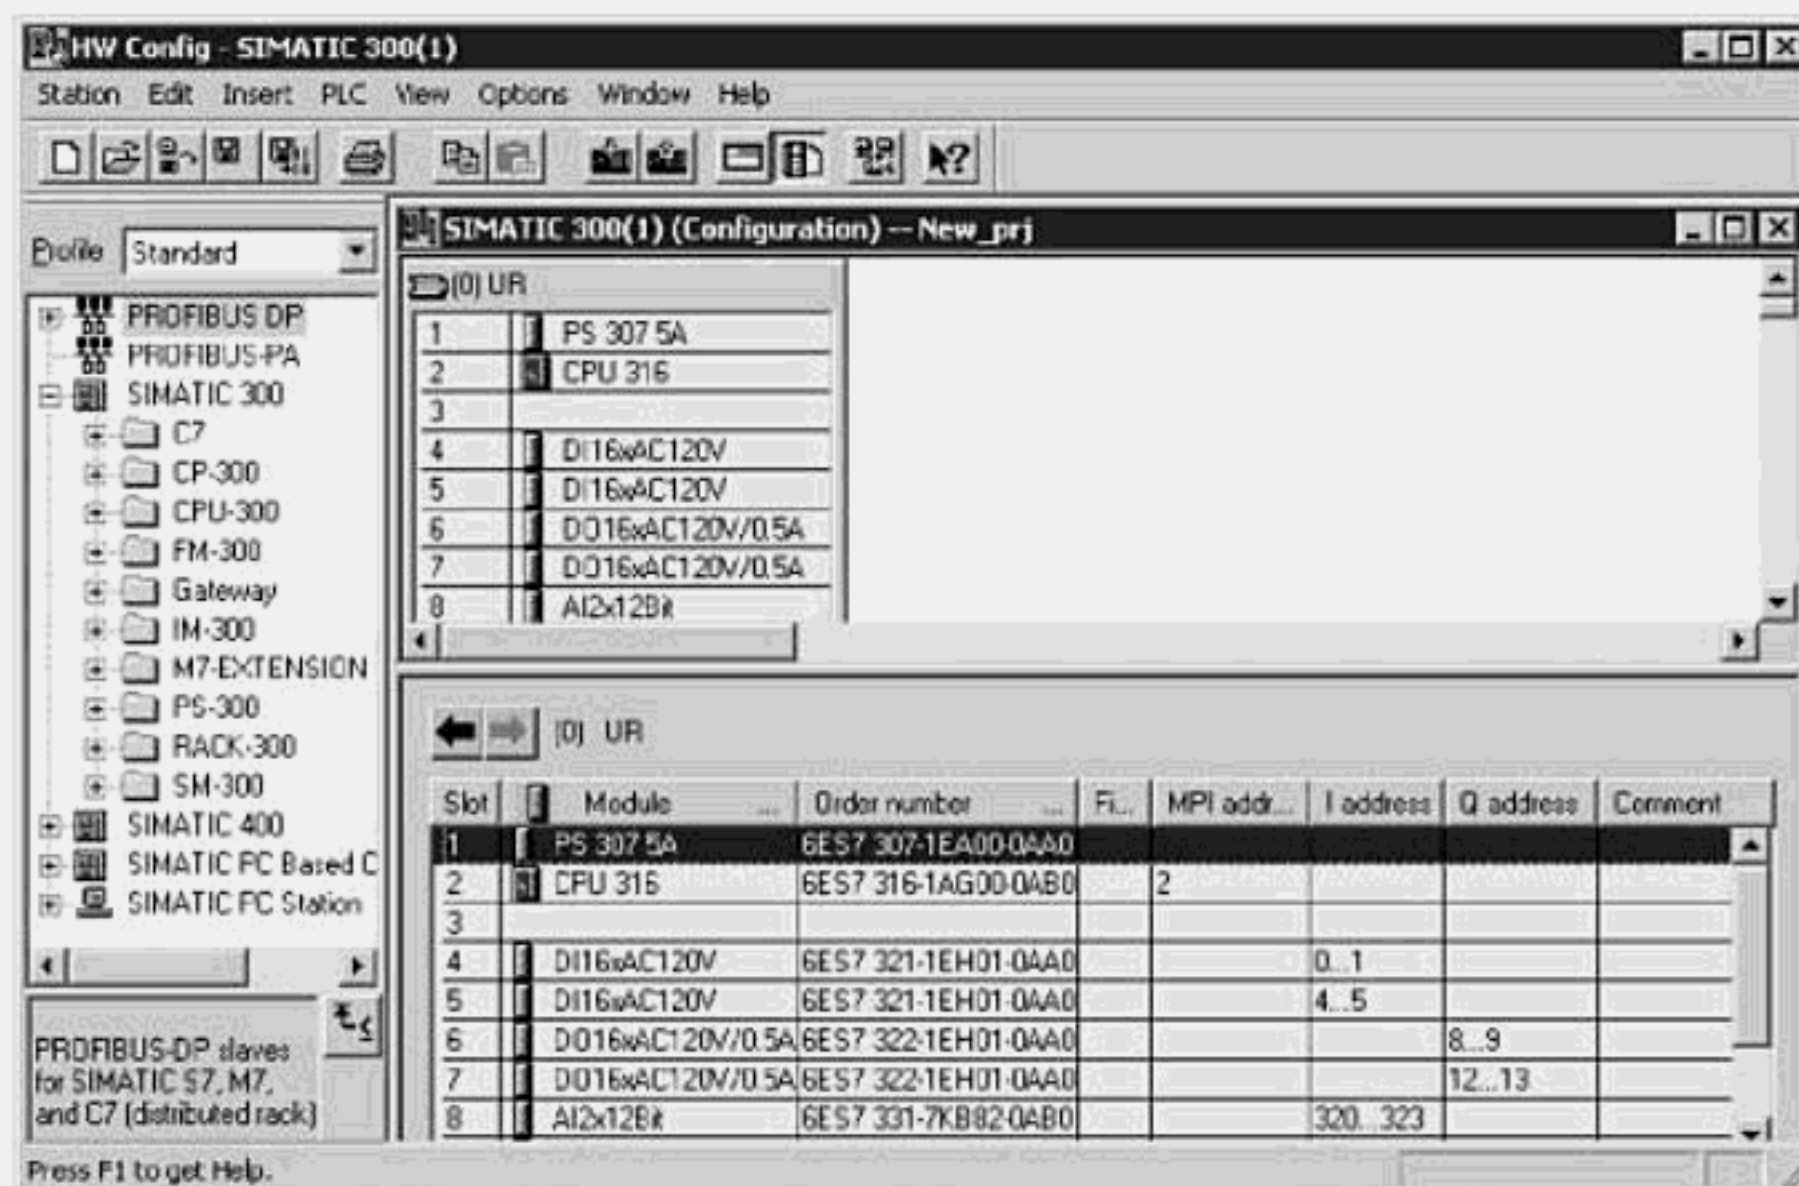 HW Config - SIMATIC 300(1)
Station Edit Insert PLC View Options Window Help
Profile Standard
PROFIBUS DP
PROFIBUS-PA
SIMATIC 300
C7
CP-300
CPU-300
FM-300
Gateway
IM-300
M7-EXTENSION
PS-300
RACK-300
SM-300
SIMATIC 400
SIMATIC PC Based C
SIMATIC PC Station
PROFIBUS-DP slaves
for SIMATIC S7, M7,
and C7 (distributed rack)
SIMATIC 300(1) (Configuration) -- New_prj
(0) UR
1 PS 307 5A
2 CPU 316
3
4 DI16xAC120V
5 DI16xAC120V
6 DO16xAC120V/0.5A
7 DO16xAC120V/0.5A
8 AI2x12Bit
(0) UR
Slot Module ... Order number ... Fi... MPI addr... I address Q address Comment
1 PS 307 5A 6ES7 307-1EA00-0AA0
2 CPU 316 6ES7 316-1AG00-0AB0 2
3
4 DI16xAC120V 6ES7 321-1EH01-0AA0 0...1
5 DI16xAC120V 6ES7 321-1EH01-0AA0 4...5
6 DO16xAC120V/0.5A 6ES7 322-1EH01-0AA0 8...9
7 DO16xAC120V/0.5A 6ES7 322-1EH01-0AA0 12...13
8 AI2x12Bit 6ES7 331-7KB82-0AB0 320...323
Press F1 to get Help.